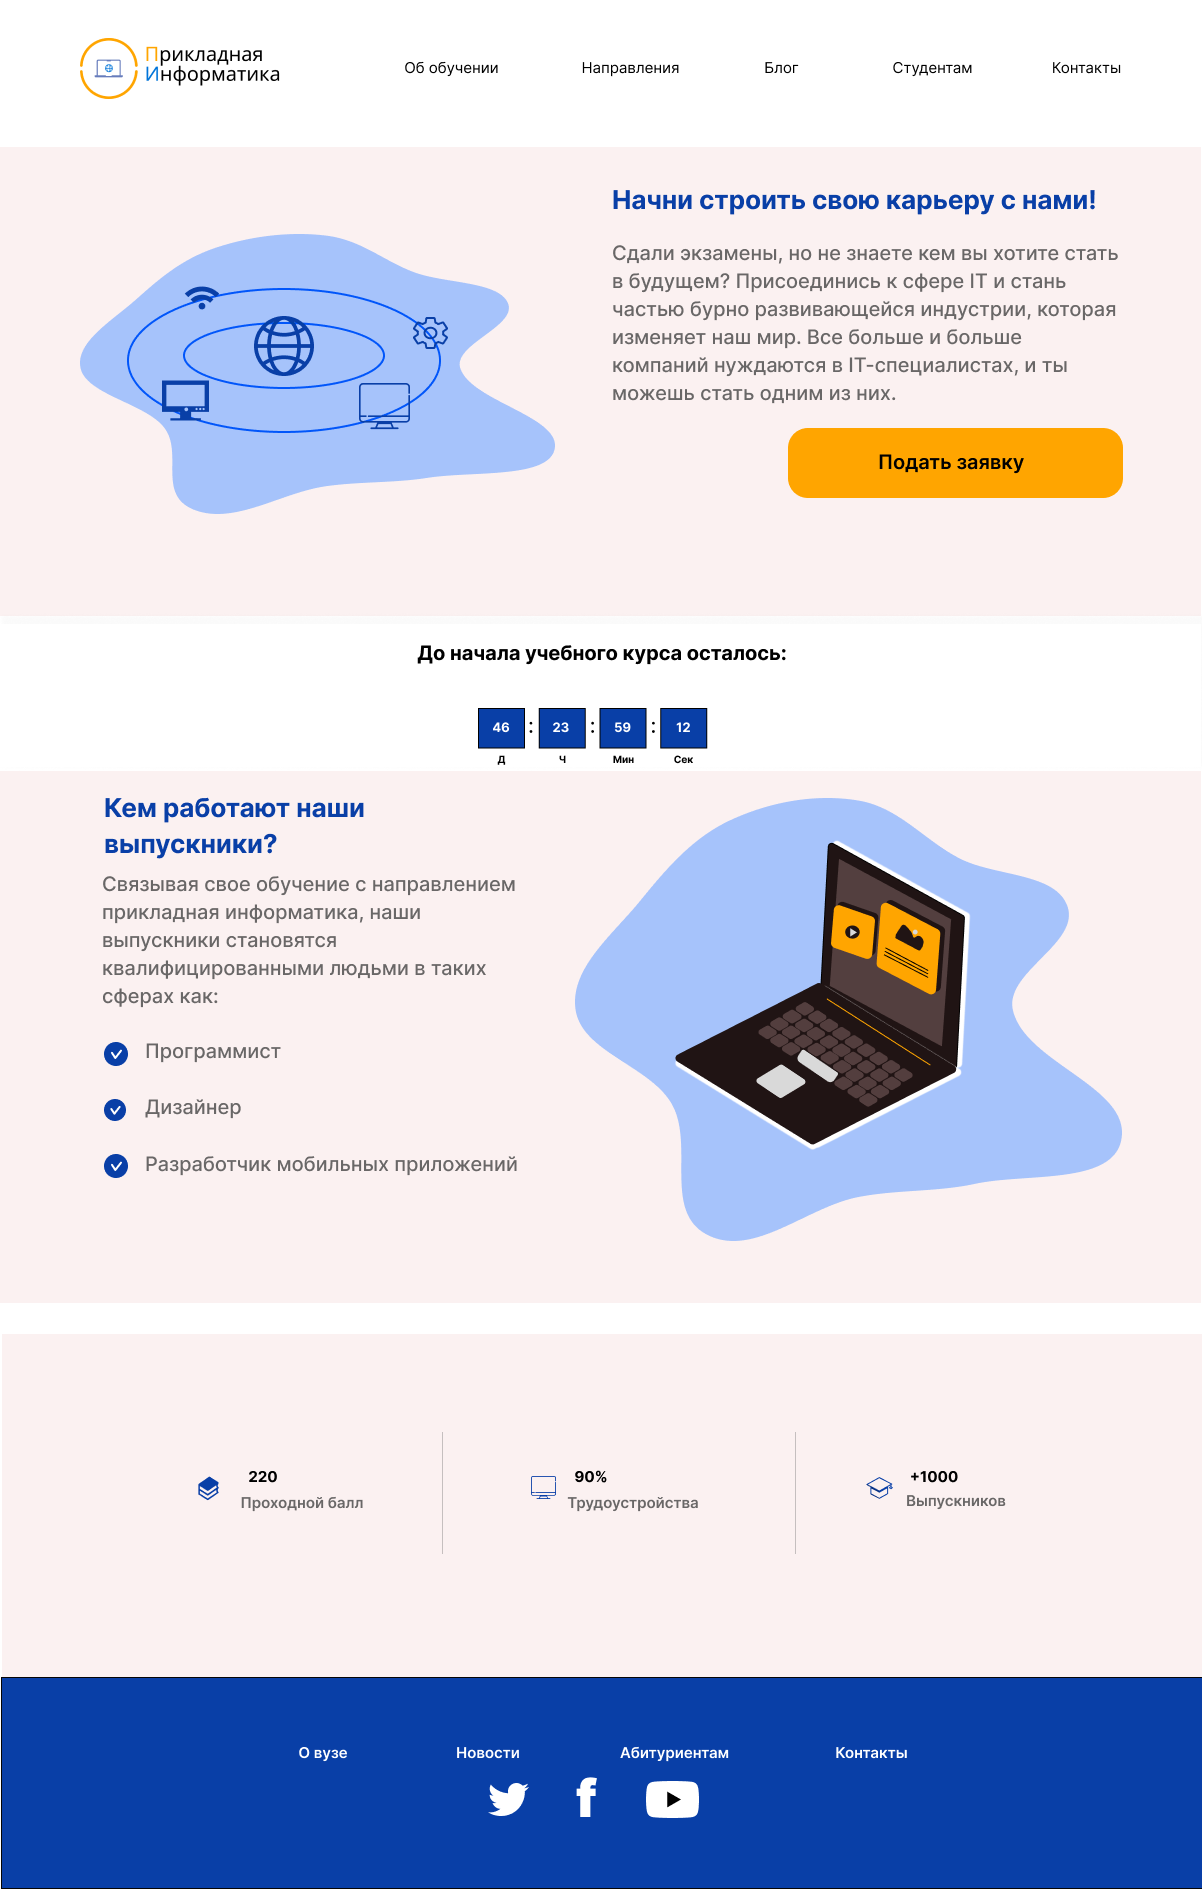 Прикладная
Информатика
Об обучении
Направления
Блог
Студентам
Контакты
Начни строить свою карьеру с нами!
Сдали экзамены, но не знаете кем вы хотите стать
в будущем? Присоединись к сфере IT и стань
частью бурно развивающейся индустрии, которая
изменяет наш мир. Все больше и больше
компаний нуждаются в IT-специалистах, и ты
можешь стать одним из них.
Подать заявку
До начала учебного курса осталось:
46 : 23 : 59 : 12
Д Ч Мин Сек
Кем работают наши
выпускники?
Связывая свое обучение с направлением
прикладная информатика, наши
выпускники становятся
квалифицированными людьми в таких
сферах как:
Программист
Дизайнер
Разработчик мобильных приложений
220
Проходной балл
90%
Трудоустройства
+1000
Выпускников
О вузе
Новости
Абитуриентам
Контакты